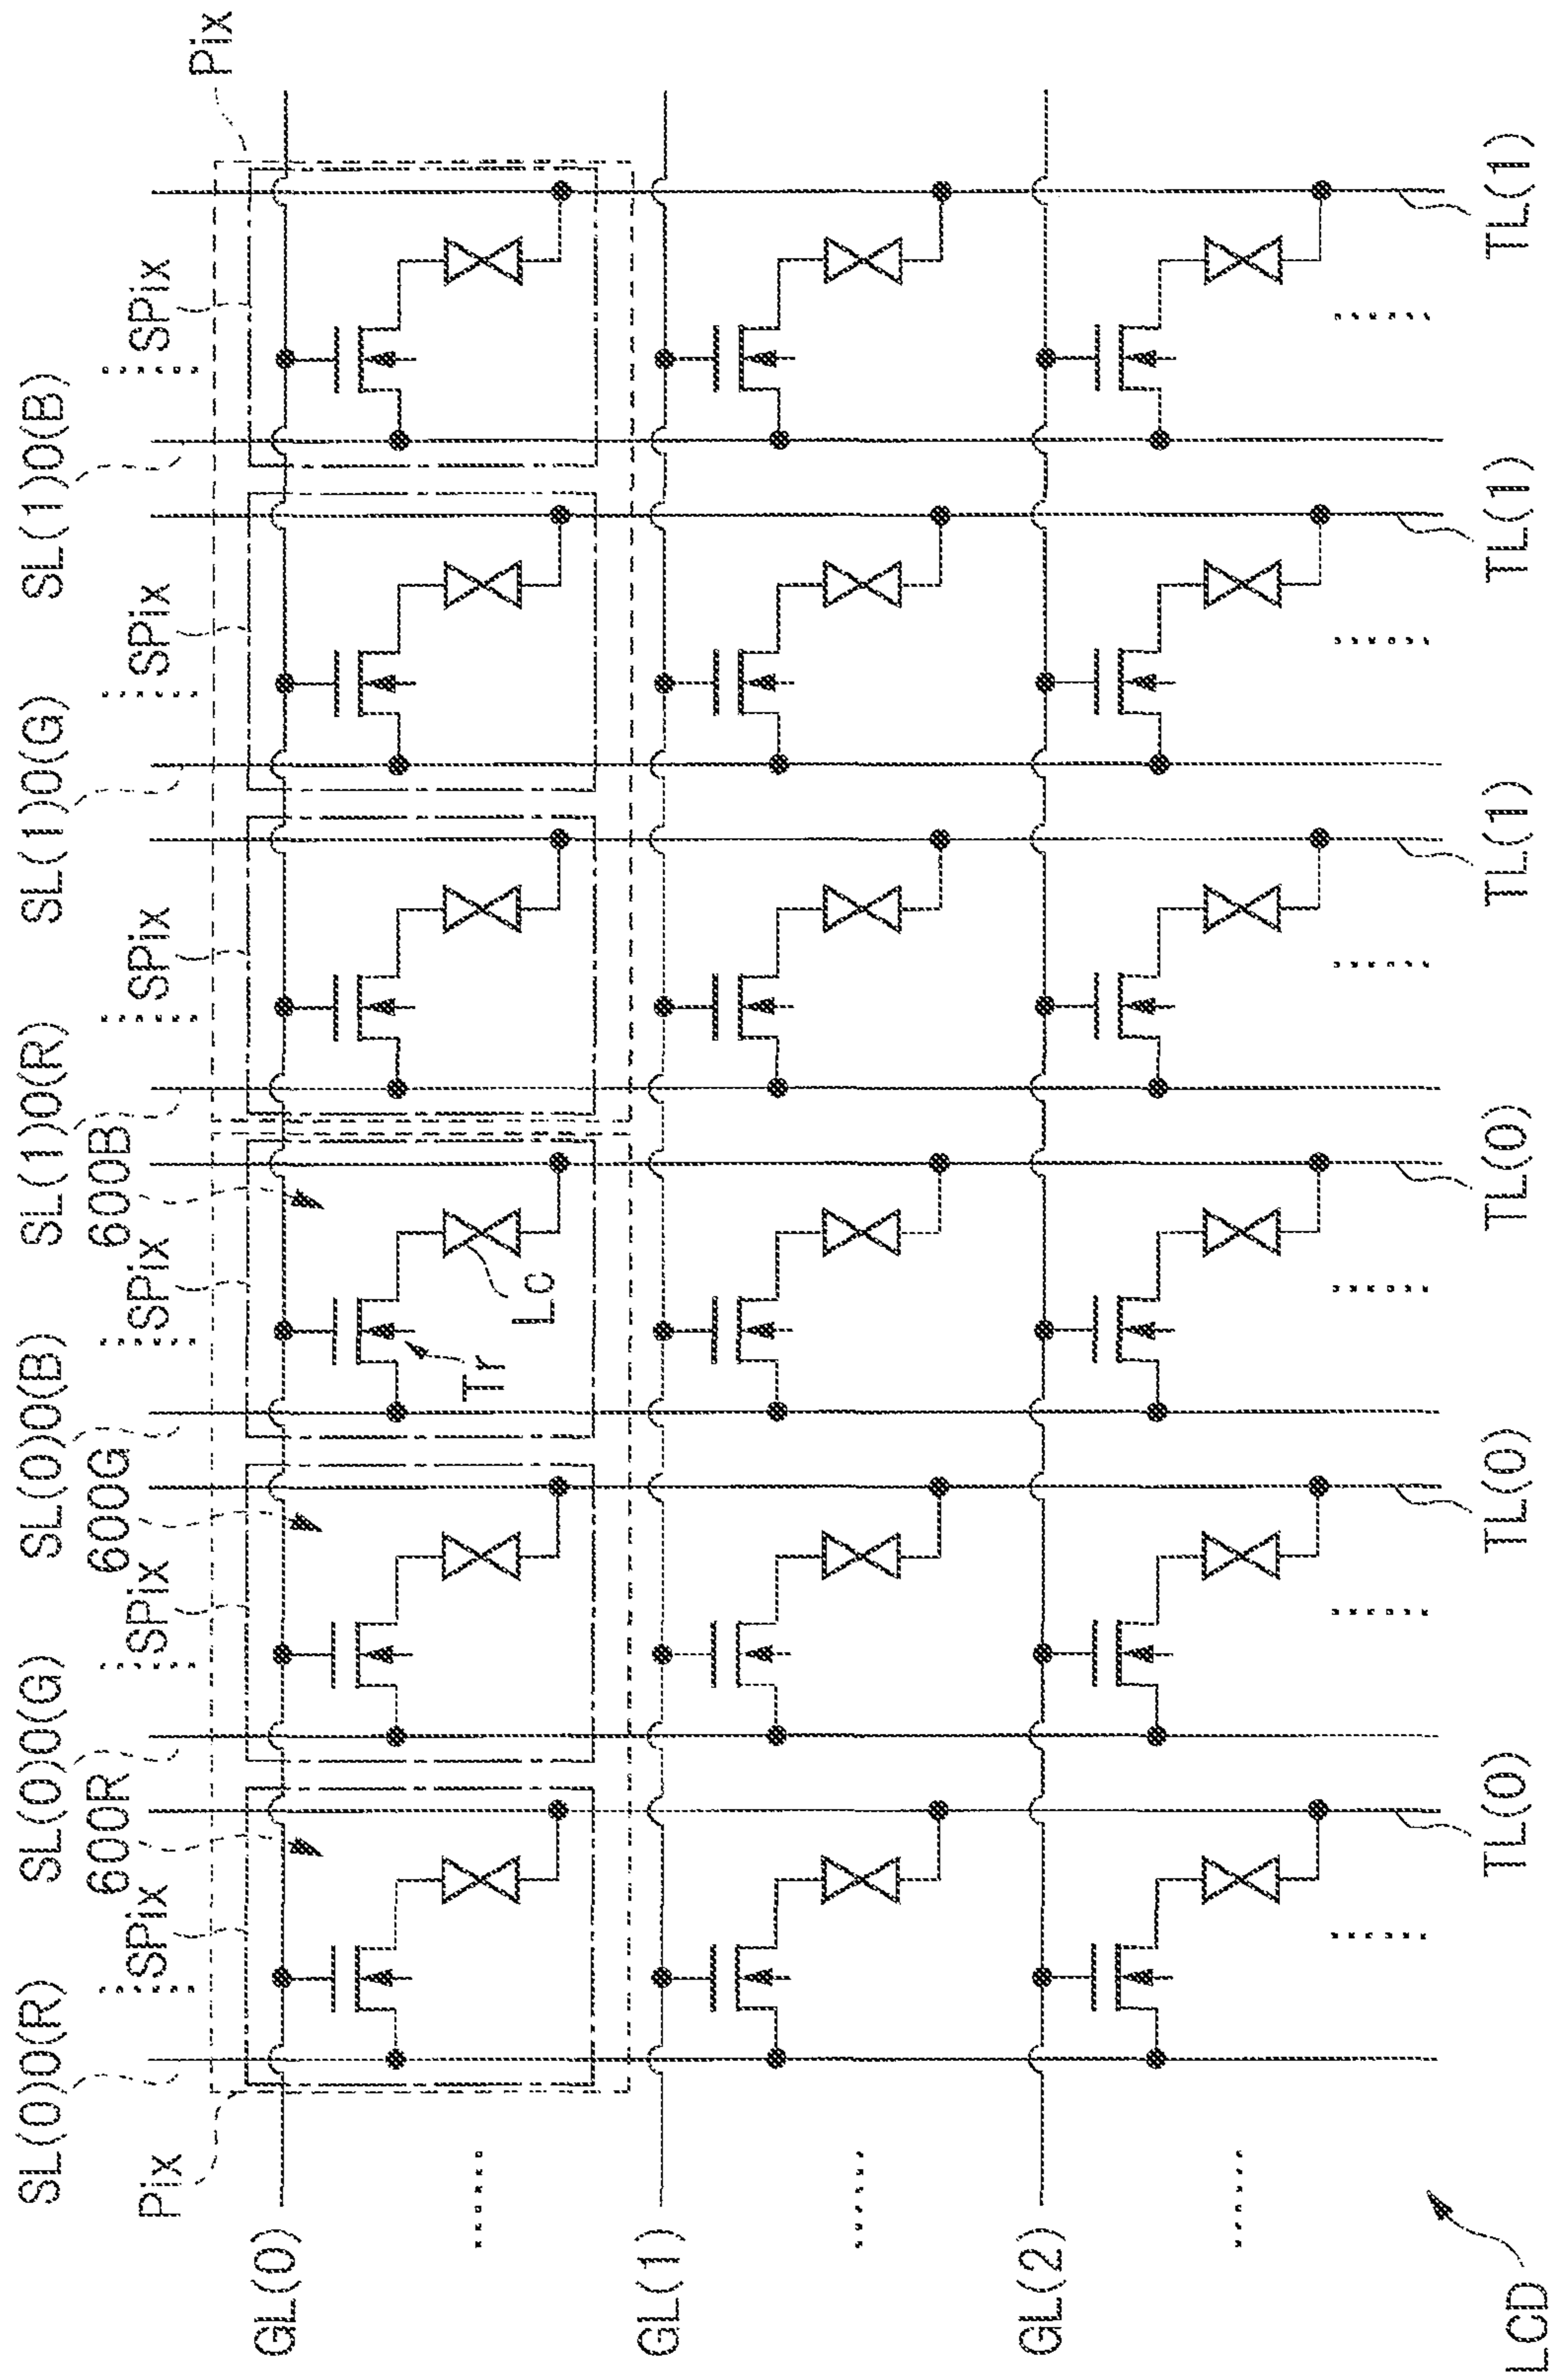 SL(0)0(R) SL(0)0(G) SL(0)0(B) SL(1)0(R) SL(1)0(G) SL(1)0(B)
600R 600G 600B
Pix SPix SPix SPix SPix SPix SPix Pix
GL(0)
Tr Lc
GL(1)
GL(2)
TL(0) TL(0) TL(0) TL(1) TL(1) TL(1)
LCD